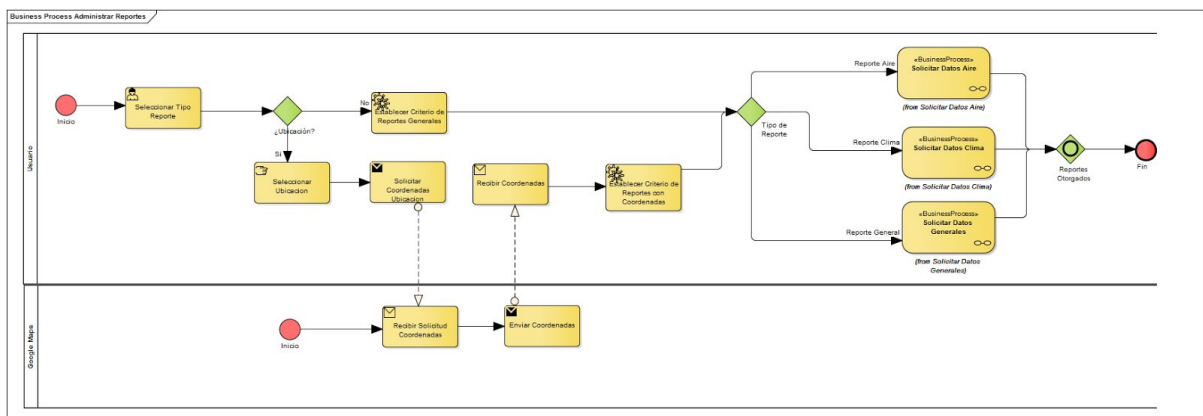 Business Process Administrar Reportes
Usuario
Inicio
Seleccionar Tipo
Reporte
¿Ubicación?
No
Si
Establecer Criterio de
Reportes Generales
Seleccionar
Ubicacion
Solicitar
Coordenadas
Ubicacion
Recibir Coordenadas
Establecer Criterio de
Reportes con
Coordenadas
Tipo de
Reporte
Reporte Aire
«BusinessProcess»
Solicitar Datos Aire
(from Solicitar Datos Aire)
Reporte Clima
«BusinessProcess»
Solicitar Datos Clima
(from Solicitar Datos Clima)
Reporte General
«BusinessProcess»
Solicitar Datos
Generales
(from Solicitar Datos
Generales)
Reportes
Otorgados
Fin
Google Maps
Inicio
Recibir Solicitud
Coordenadas
Enviar Coordenadas